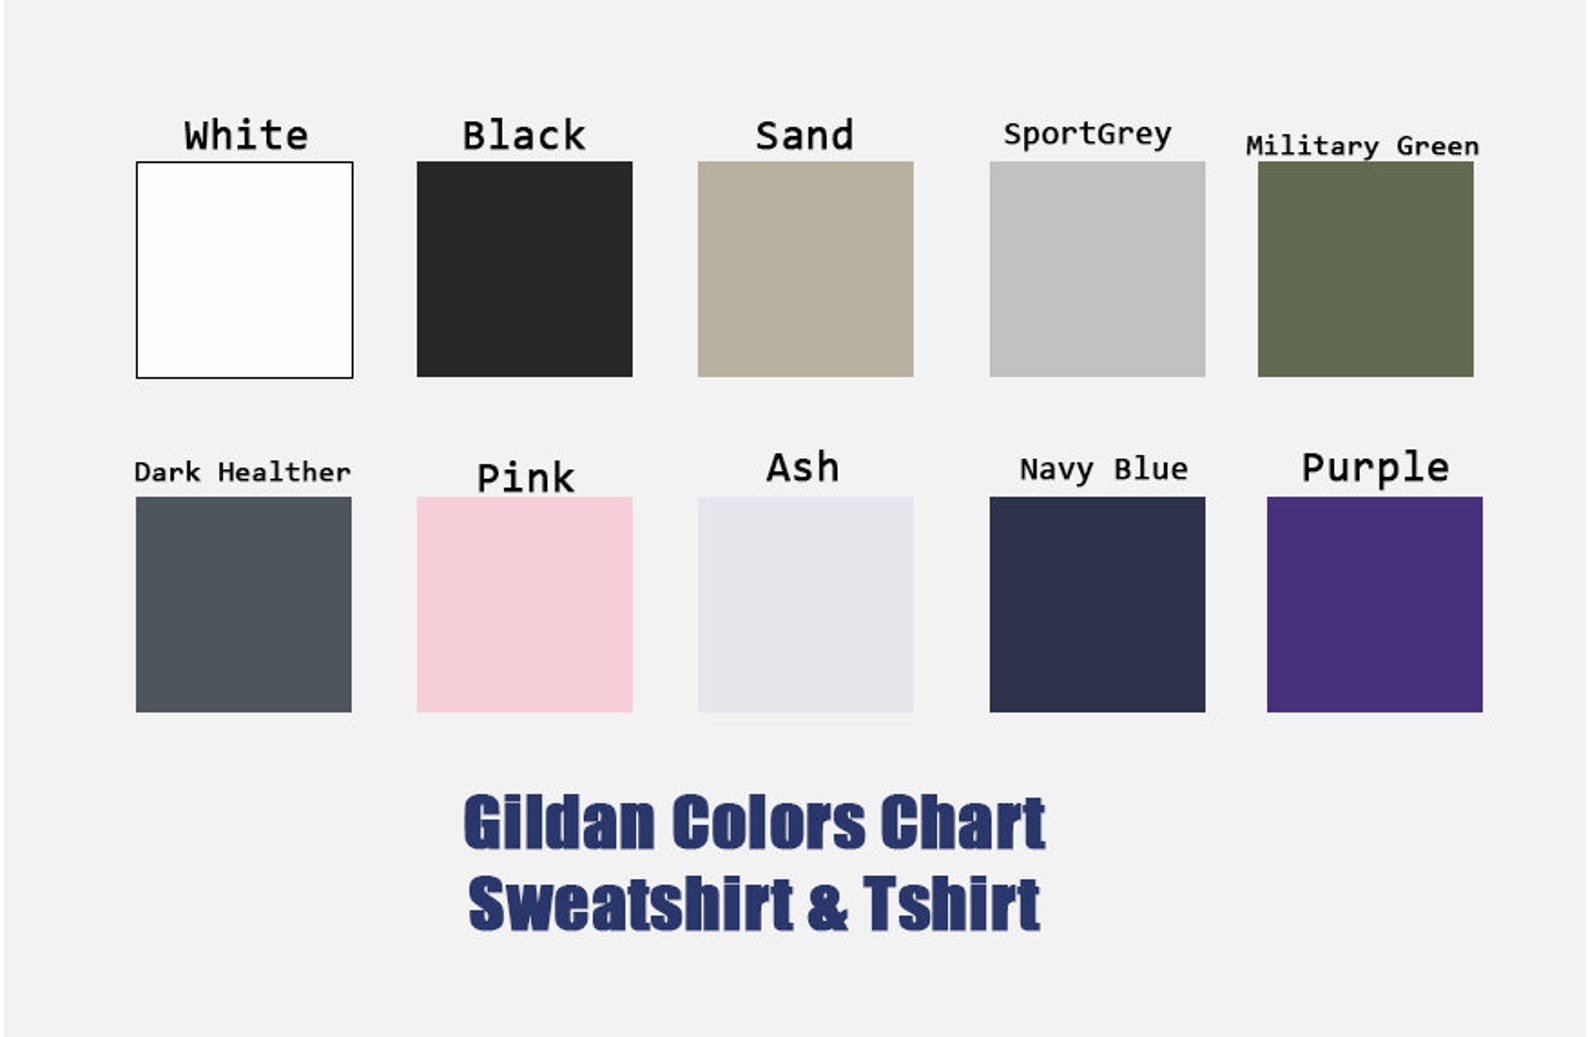 White
Black
Sand
SportGrey
Military Green
Dark Healther
Pink
Ash
Navy Blue
Purple
Gildan Colors Chart
Sweatshirt & Tshirt